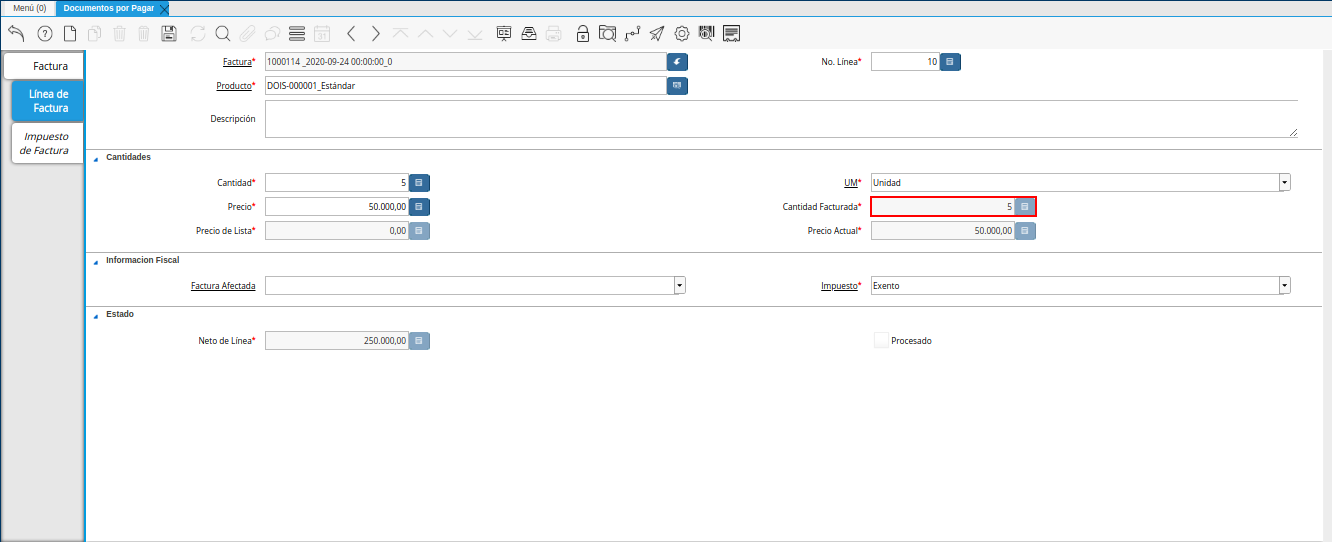 Menú (0) Documentos por Pagar
Factura
Línea de
Factura
Impuesto
de Factura
Factura* 1000114 _2020-09-24 00:00:00_0 No. Línea* 10
Producto* DOIS-000001_Estándar
Descripción
Cantidades
Cantidad* 5 UM* Unidad
Precio* 50.000,00 Cantidad Facturada* 5
Precio de Lista* 0,00 Precio Actual* 50.000,00
Informacion Fiscal
Factura Afectada Impuesto* Exento
Estado
Neto de Línea* 250.000,00 Procesado